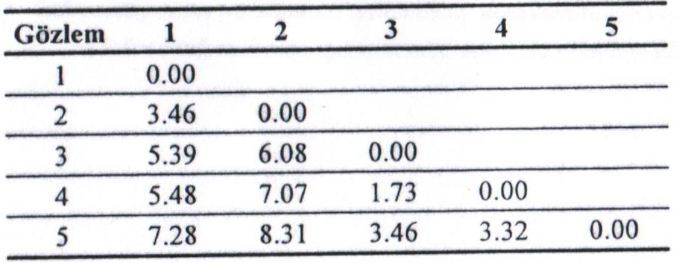 Gözlem 1 2 3 4 5
1 0.00
2 3.46 0.00
3 5.39 6.08 0.00
4 5.48 7.07 1.73 0.00
5 7.28 8.31 3.46 3.32 0.00